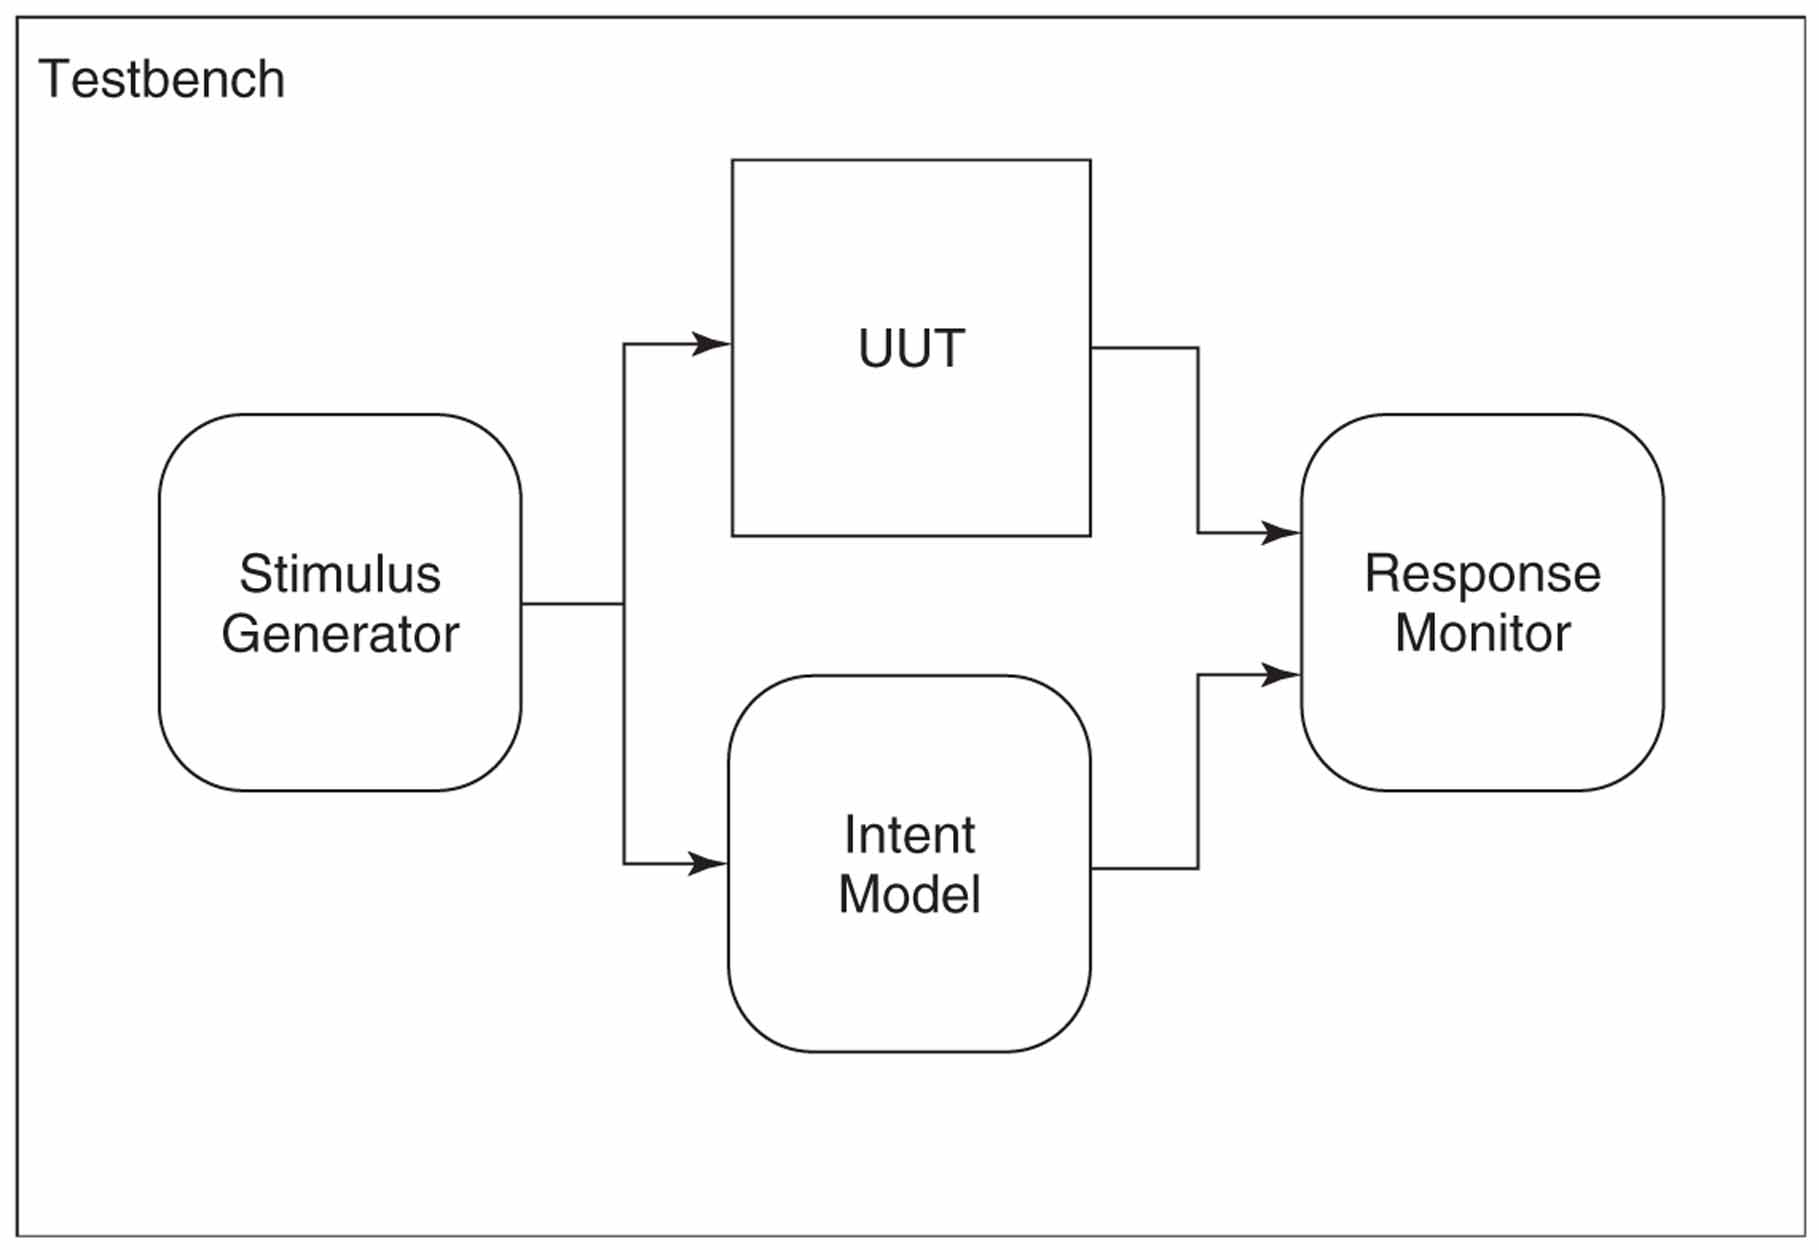 Testbench
UUT
Stimulus
Generator
Response
Monitor
Intent
Model